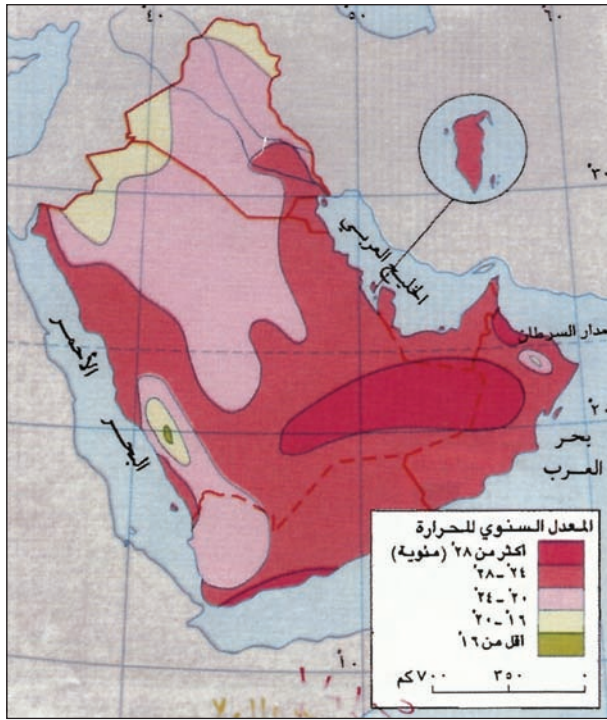 ٤٠°
٥٠°
٦٠°
٣٠°
الخليج العربي
مدار السرطان
الأحمر
البحر
٢٠°
بحر
العرب
المعدل السنوي للحرارة
أكثر من ٢٨° (مئوية)
٢٤°-٢٨°
٢٠°-٢٤°
١٦°-٢٠°
أقل من ١٦°
١٠°
٧٠٠ كم ٣٥٠ ٠